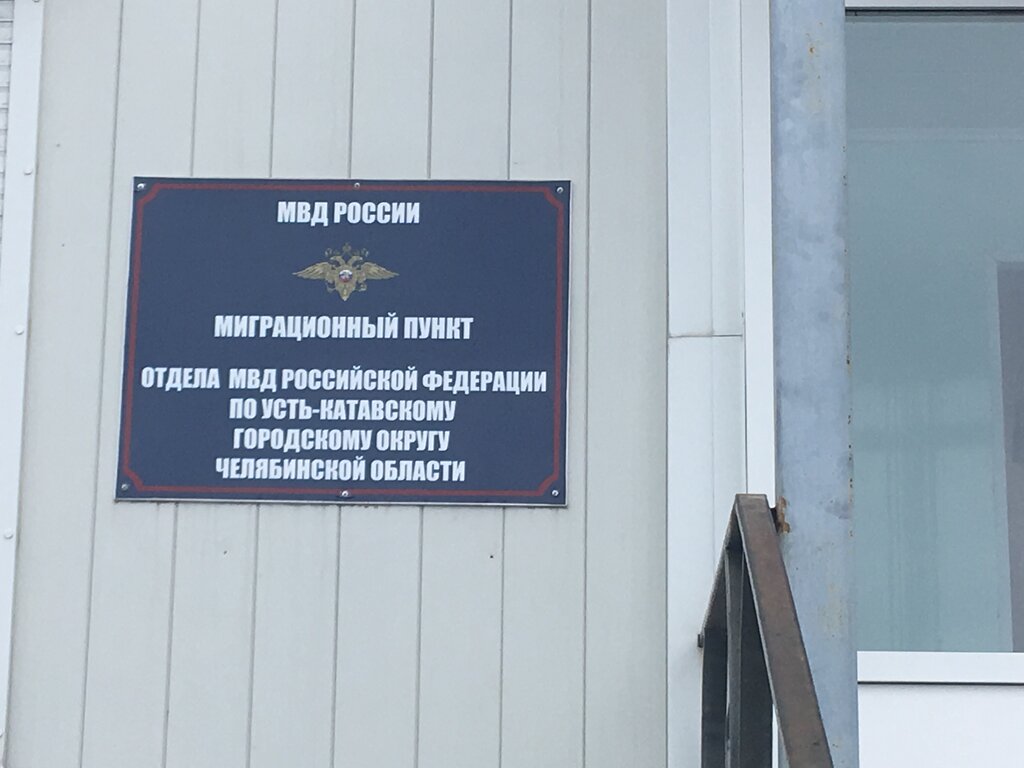 МВД РОССИИ
МИГРАЦИОННЫЙ ПУНКТ
ОТДЕЛА МВД РОССИЙСКОЙ ФЕДЕРАЦИИ
ПО УСТЬ-КАТАВСКОМУ
ГОРОДСКОМУ ОКРУГУ
ЧЕЛЯБИНСКОЙ ОБЛАСТИ